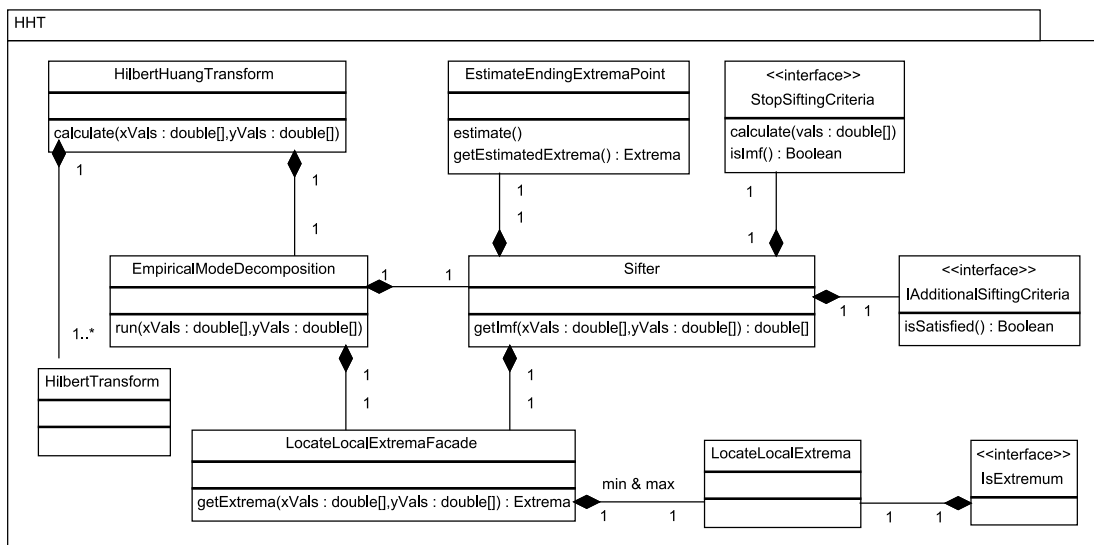 HHT
HilbertHuangTransform
calculate(xVals : double[],yVals : double[])
EstimateEndingExtremaPoint
estimate()
getEstimatedExtrema() : Extrema
<<interface>>
StopSiftingCriteria
calculate(vals : double[])
isImf() : Boolean
1
1
1
1
1
1
1
1
EmpiricalModeDecomposition
run(xVals : double[],yVals : double[])
1
1
Sifter
getImf(xVals : double[],yVals : double[]) : double[]
1
1
<<interface>>
IAdditionalSiftingCriteria
isSatisfied() : Boolean
1..*
HilbertTransform
1
1
1
1
LocateLocalExtremaFacade
getExtrema(xVals : double[],yVals : double[]) : Extrema
min & max
1
1
LocateLocalExtrema
1
1
<<interface>>
IsExtremum